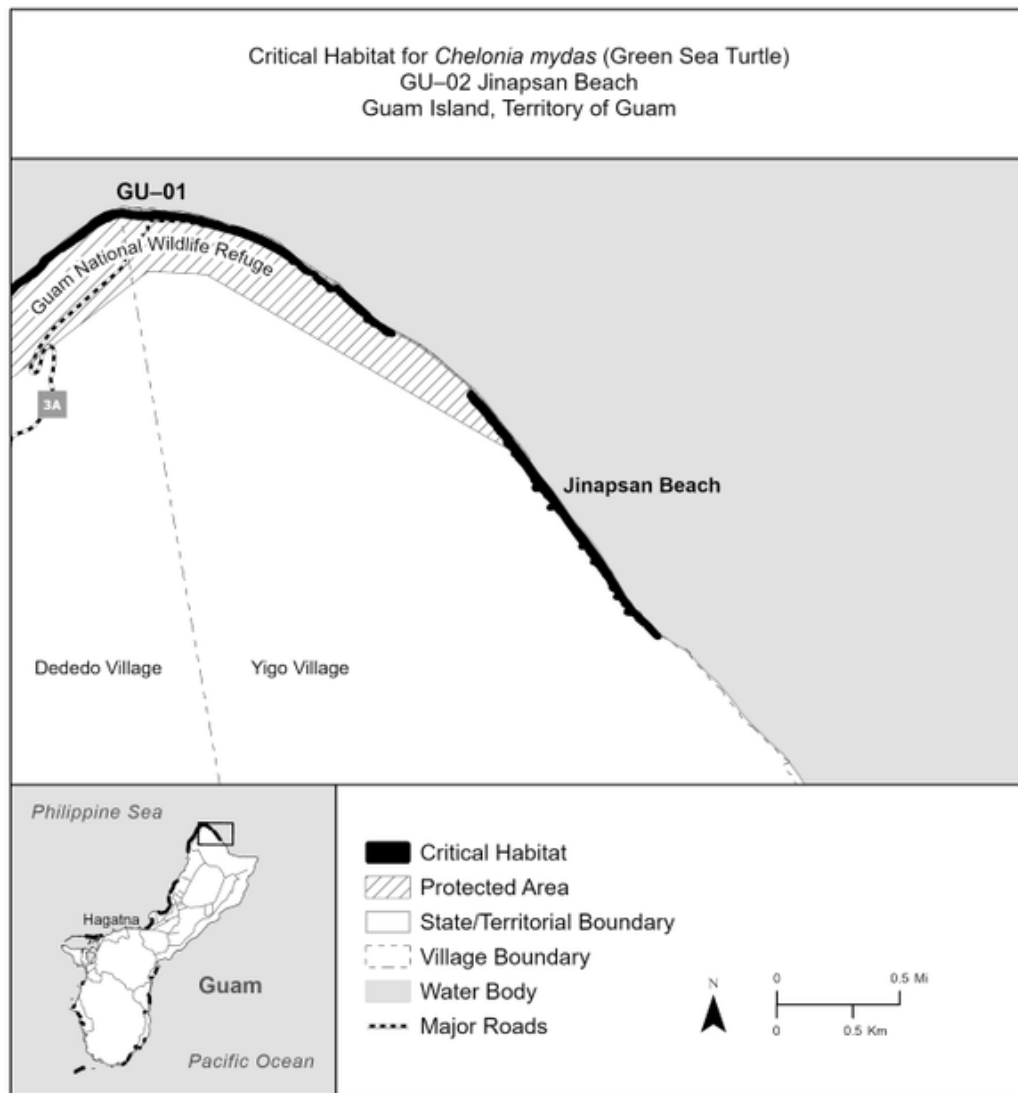 Critical Habitat for Chelonia mydas (Green Sea Turtle)
GU–02 Jinapsan Beach
Guam Island, Territory of Guam
GU–01
Guam National Wildlife Refuge
3A
Jinapsan Beach
Dededo Village
Yigo Village
Philippine Sea
Hagatna
Guam
Pacific Ocean
Critical Habitat
Protected Area
State/Territorial Boundary
Village Boundary
Water Body
Major Roads
N
0 0.5 Mi
0 0.5 Km